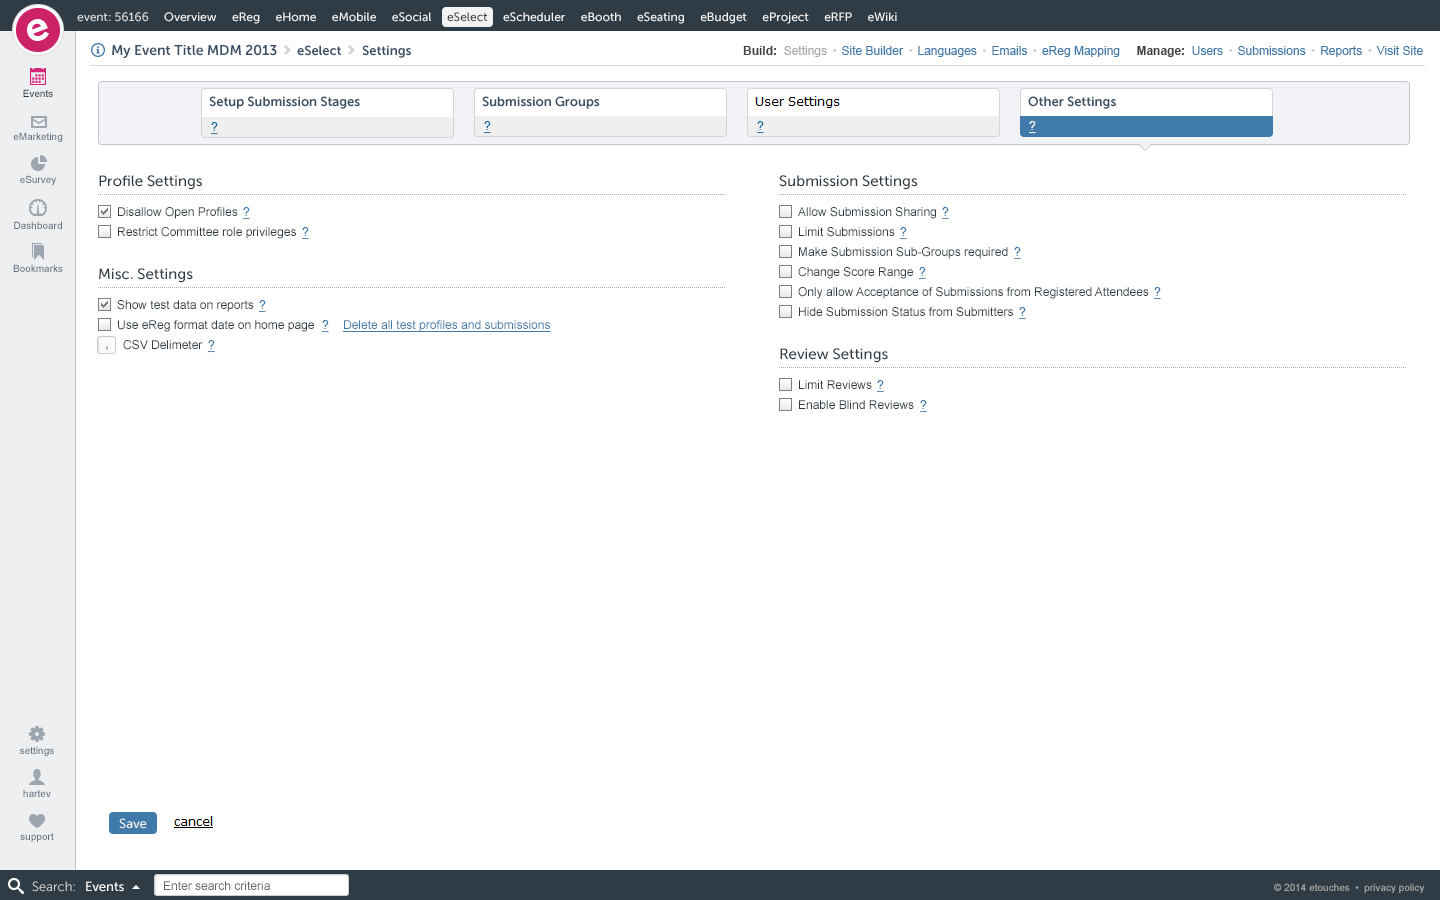 event: 56166 Overview eReg eHome eMobile eSocial eSelect eScheduler eBooth eSeating eBudget eProject eRFP eWiki
e
My Event Title MDM 2013 eSelect Settings
Build: Settings • Site Builder • Languages • Emails • eReg Mapping Manage: Users • Submissions • Reports • Visit Site
Events
eMarketing
eSurvey
Dashboard
Bookmarks
settings
hartev
support
Setup Submission Stages
?
Submission Groups
?
User Settings
?
Other Settings
?
Profile Settings
Disallow Open Profiles ?
Restrict Committee role privileges ?
Misc. Settings
Show test data on reports ?
Use eReg format date on home page ? Delete all test profiles and submissions
, CSV Delimeter ?
Submission Settings
Allow Submission Sharing ?
Limit Submissions ?
Make Submission Sub-Groups required ?
Change Score Range ?
Only allow Acceptance of Submissions from Registered Attendees ?
Hide Submission Status from Submitters ?
Review Settings
Limit Reviews ?
Enable Blind Reviews ?
Save cancel
Search: Events Enter search criteria
© 2014 etouches • privacy policy